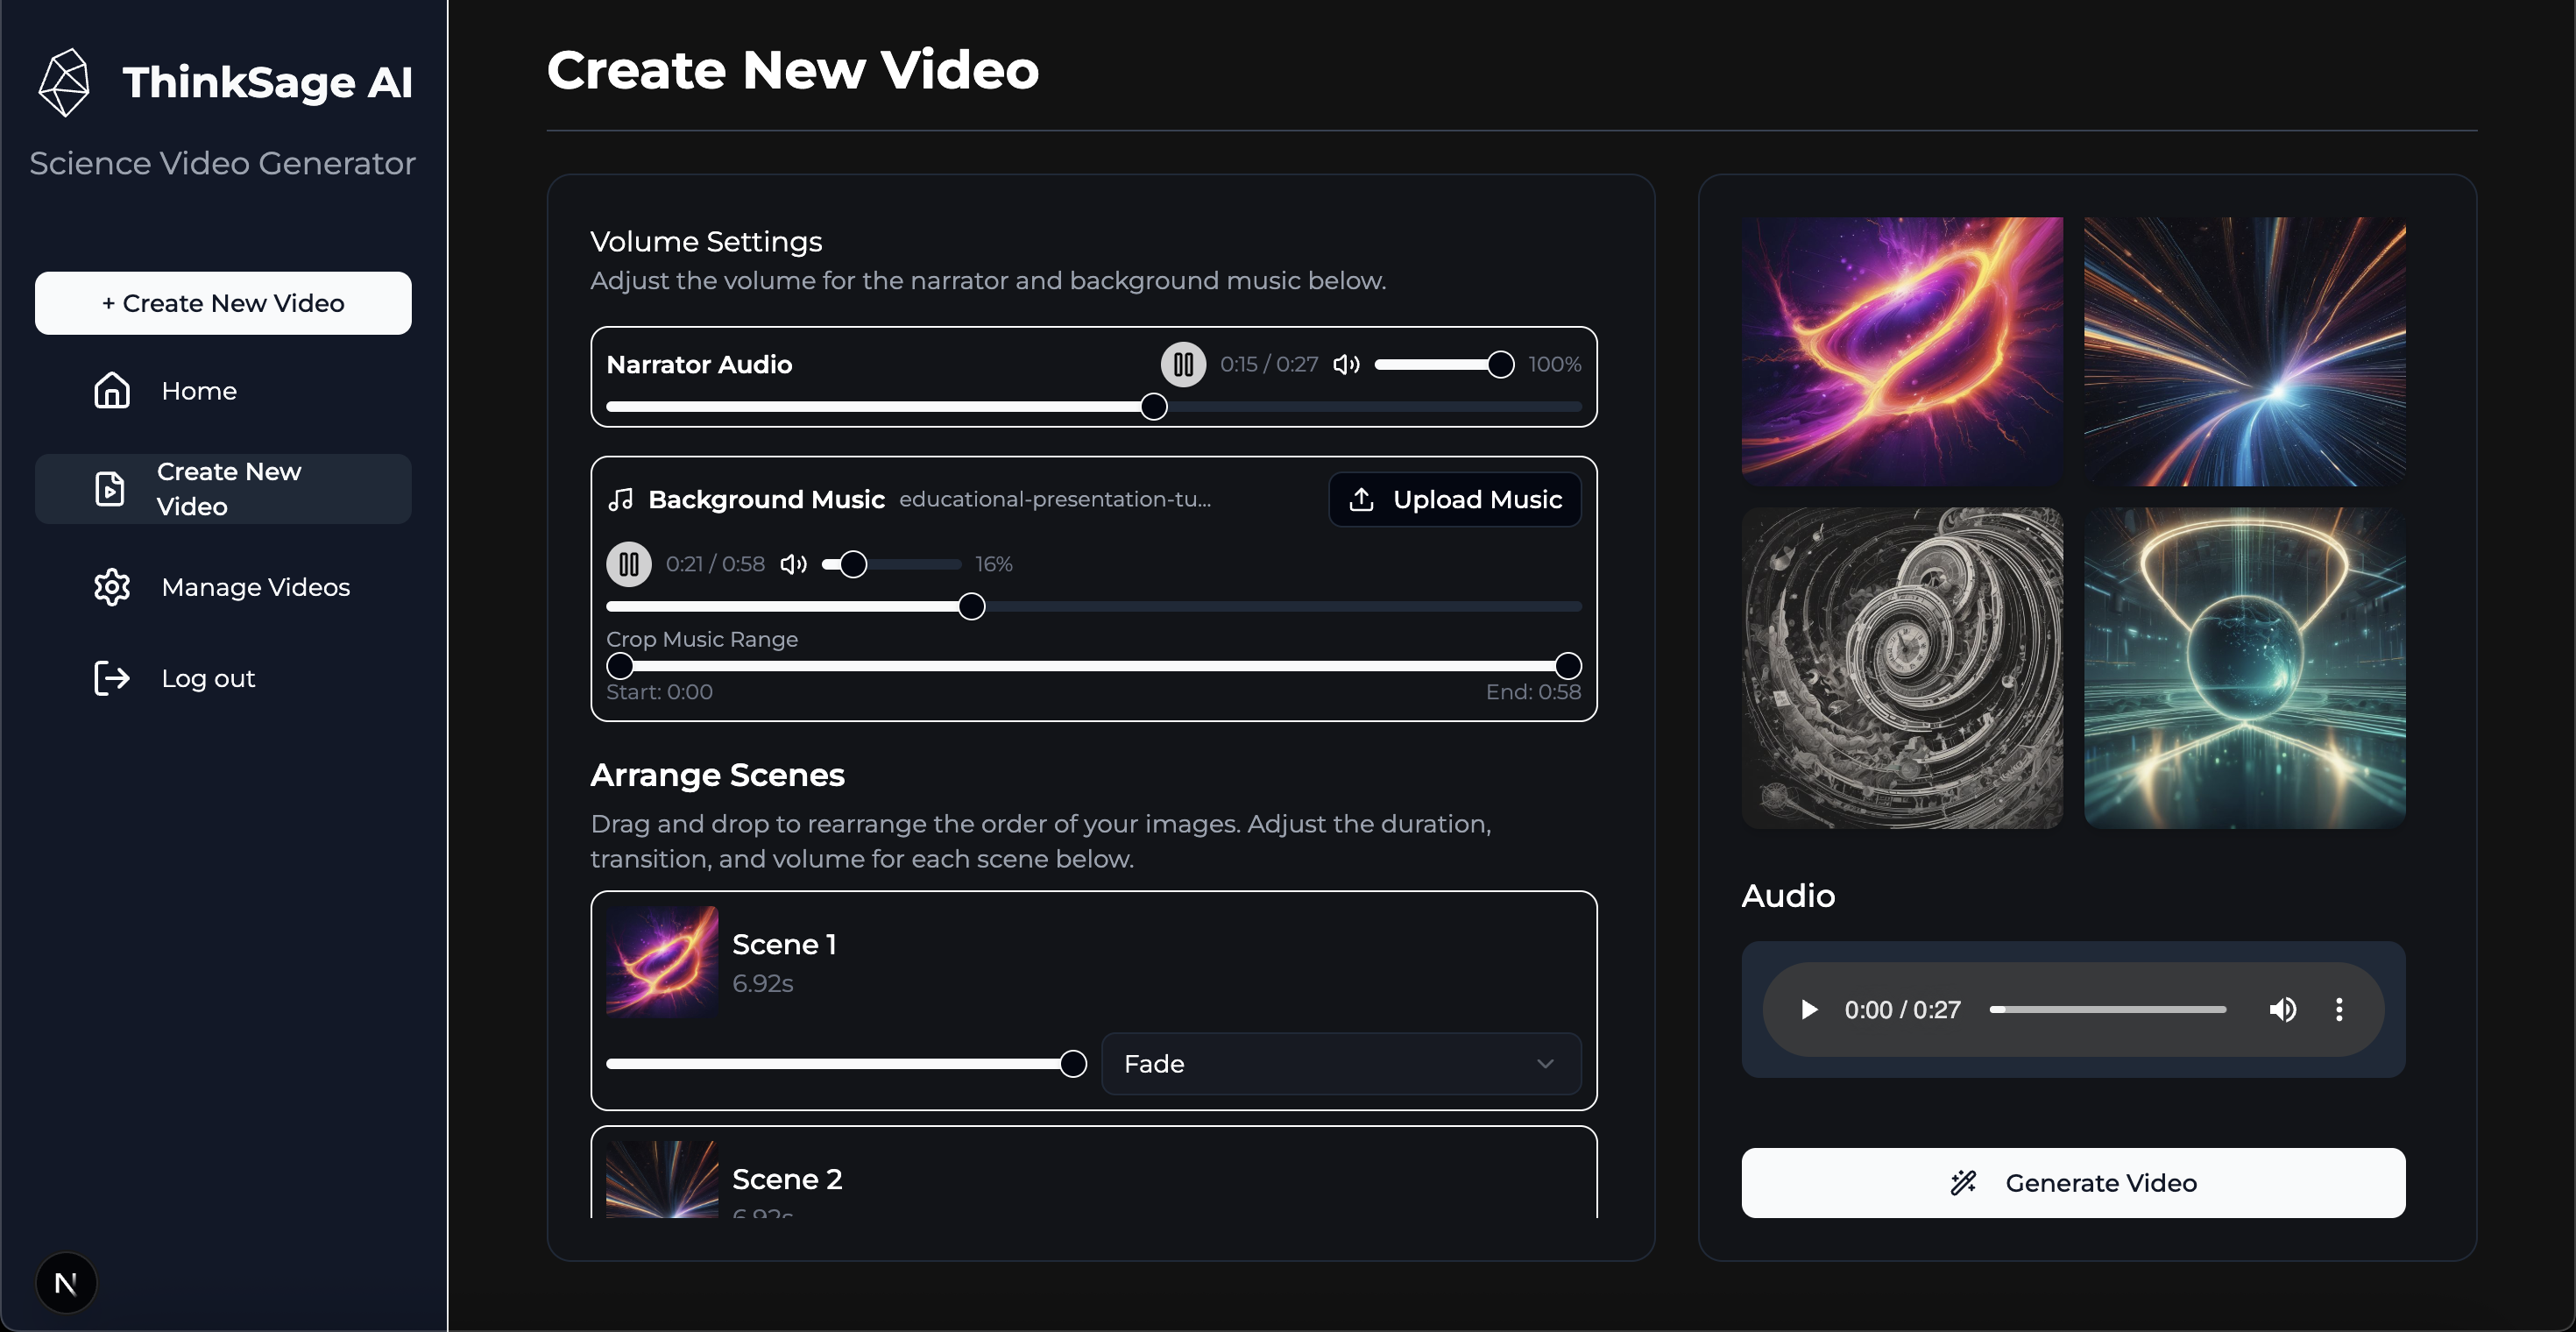 ThinkSage AI
Science Video Generator
+ Create New Video
Home
Create New
Video
Manage Videos
Log out
N
Create New Video
Volume Settings
Adjust the volume for the narrator and background music below.
Narrator Audio 0:15 / 0:27 100%
Background Music educational-presentation-tu... Upload Music
0:21 / 0:58 16%
Crop Music Range
Start: 0:00 End: 0:58
Arrange Scenes
Drag and drop to rearrange the order of your images. Adjust the duration,
transition, and volume for each scene below.
Scene 1
6.92s
Fade
Scene 2
6.92s
Audio
0:00 / 0:27
Generate Video